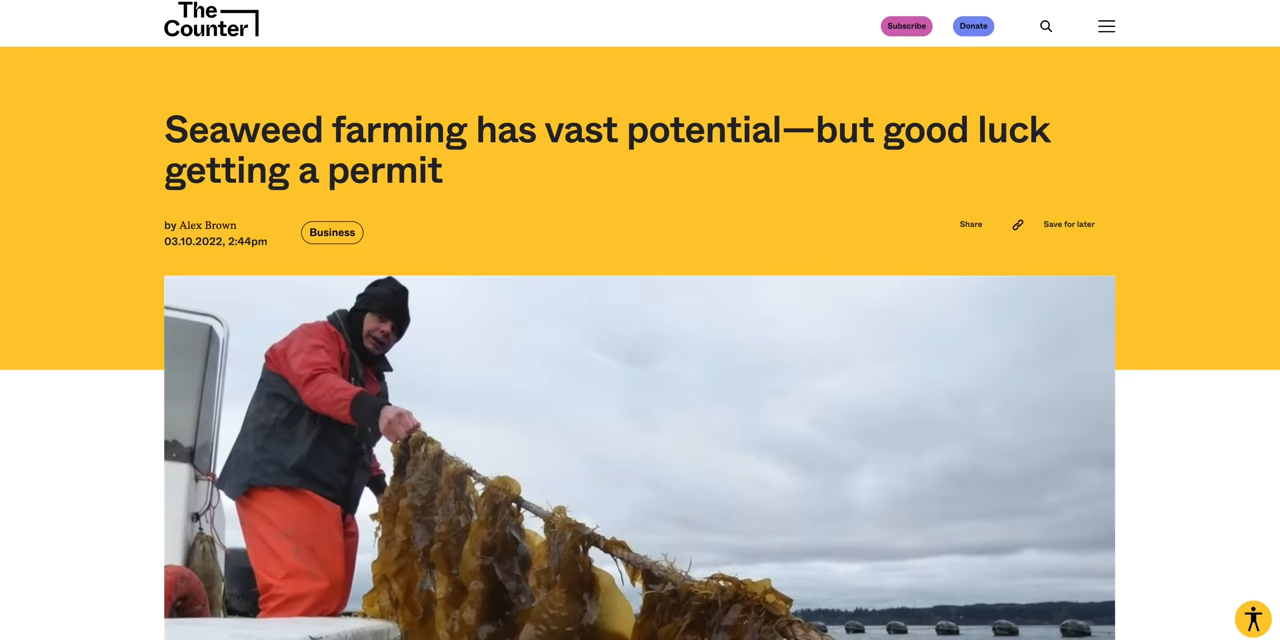 The
Counter
Subscribe
Donate
Seaweed farming has vast potential—but good luck
getting a permit
by Alex Brown
03.10.2022, 2:44pm
Business
Share
Save for later